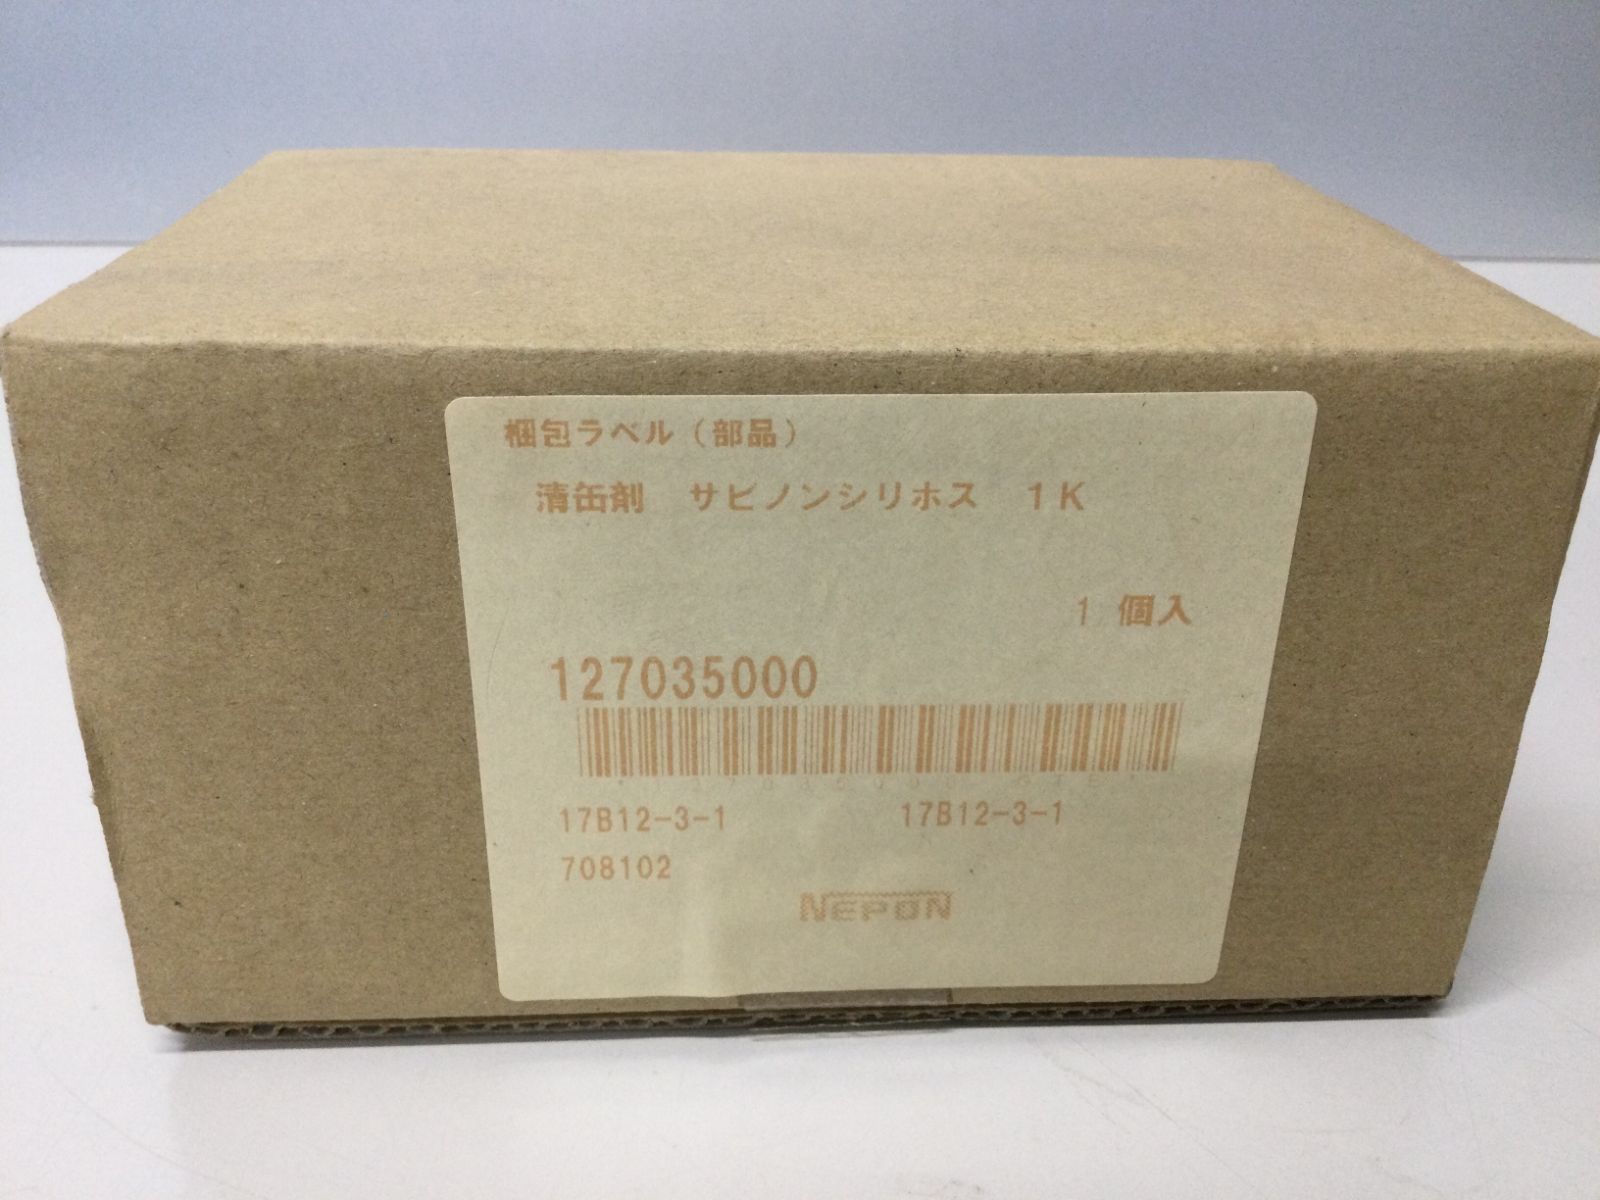 梱包ラベル（部品）
清缶剤　サビノンシリホス　１Ｋ
1 個入
127035000
17B12-3-1　17B12-3-1
708102
NEPON